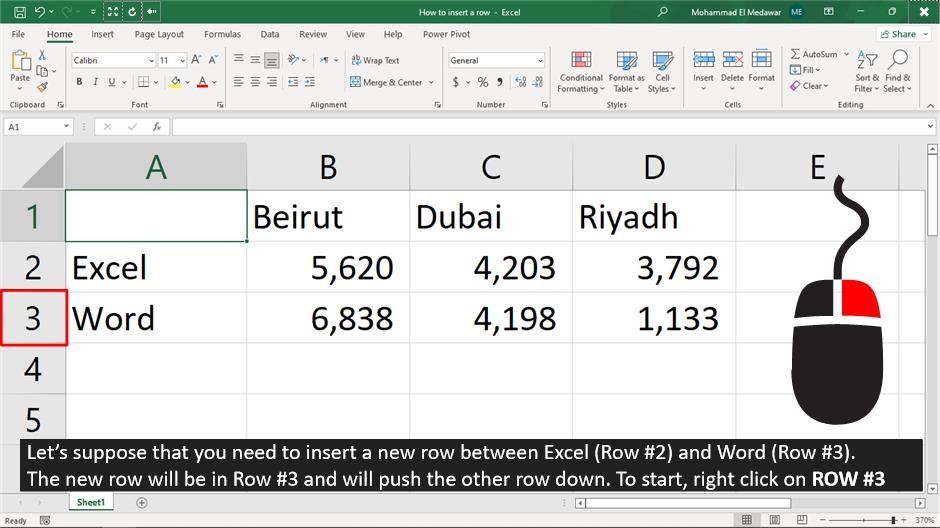 How to insert a row - Excel
Mohammad El Medawar ME
File Home Insert Page Layout Formulas Data Review View Help Power Pivot Share
Paste
Calibri 11
B I U
Wrap Text
Merge & Center
General
$ % ,
Conditional Formatting
Format as Table
Cell Styles
Insert Delete Format
AutoSum
Fill
Clear
Sort & Filter
Find & Select
Clipboard Font Alignment Number Styles Cells Editing
A1 fx
A B C D E
1 Beirut Dubai Riyadh
2 Excel 5,620 4,203 3,792
3 Word 6,838 4,198 1,133
4
5
Let's suppose that you need to insert a new row between Excel (Row #2) and Word (Row #3).
The new row will be in Row #3 and will push the other row down. To start, right click on ROW #3
Sheet1
Ready 370%